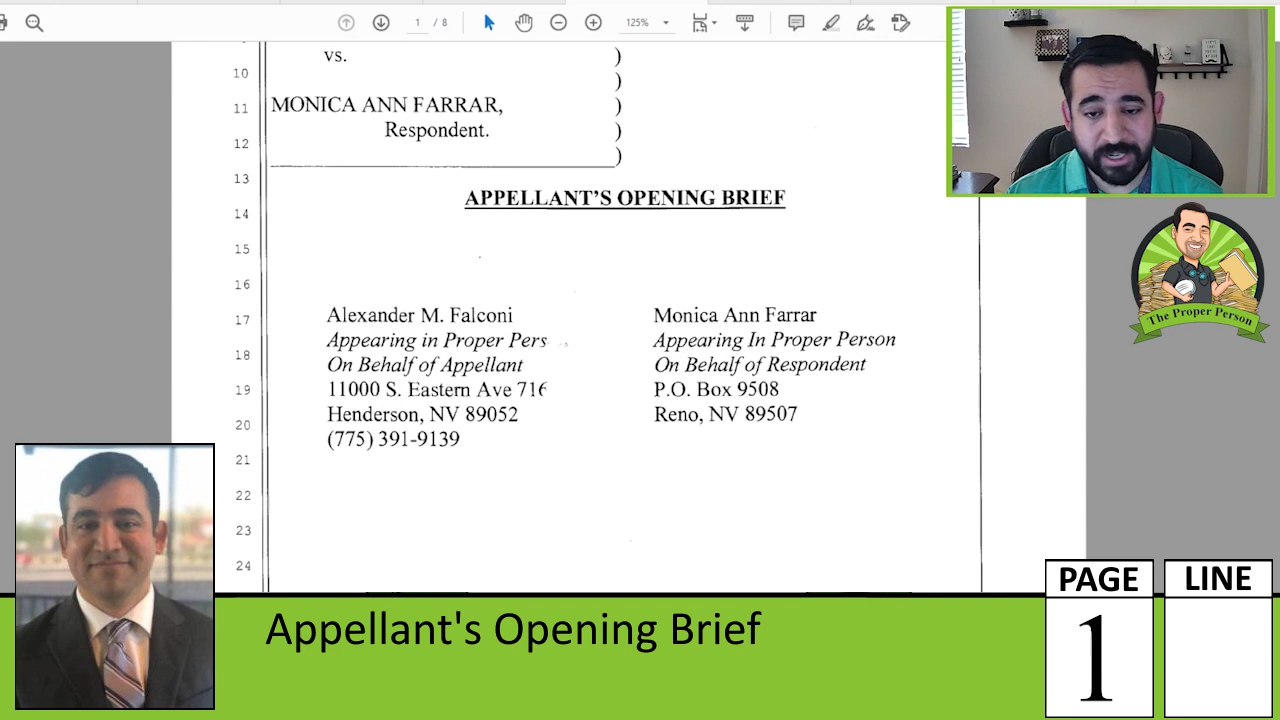 1 / 8
125%
vs. )
10 )
11 MONICA ANN FARRAR, )
Respondent. )
12 )
13
APPELLANT'S OPENING BRIEF
14
15
16
17 Alexander M. Falconi Monica Ann Farrar
Appearing in Proper Pers Appearing In Proper Person
18 On Behalf of Appellant On Behalf of Respondent
19 11000 S. Eastern Ave 716 P.O. Box 9508
20 Henderson, NV 89052 Reno, NV 89507
(775) 391-9139
21
22
23
24
The Proper Person
PAGE LINE
Appellant's Opening Brief
1